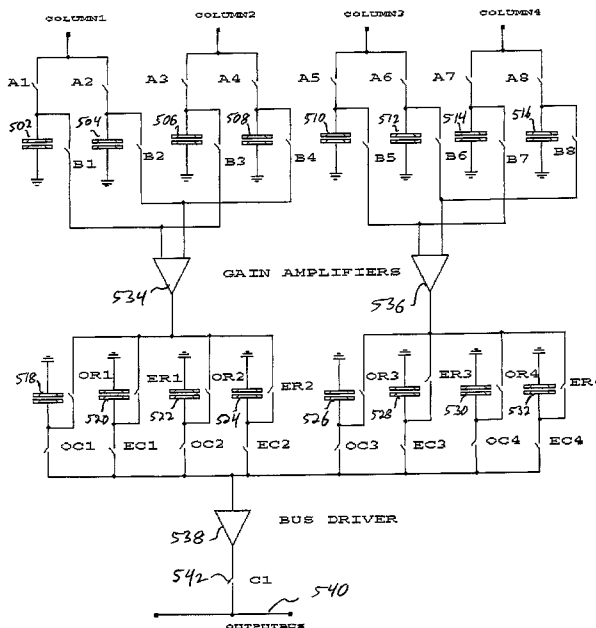 COLUMN1 COLUMN2 COLUMN3 COLUMN4
A1 A2 A3 A4 A5 A6 A7 A8
502 504 506 508 510 512 514 516
B1 B2 B3 B4 B5 B6 B7 B8
534 GAIN AMPLIFIERS 536
518 OR1 ER1 OR2 ER2 OR3 ER3 OR4
520 522 524 526 528 530 532
OC1 EC1 OC2 EC2 OC3 EC3 OC4 EC4
538 BUS DRIVER
542 C1
540